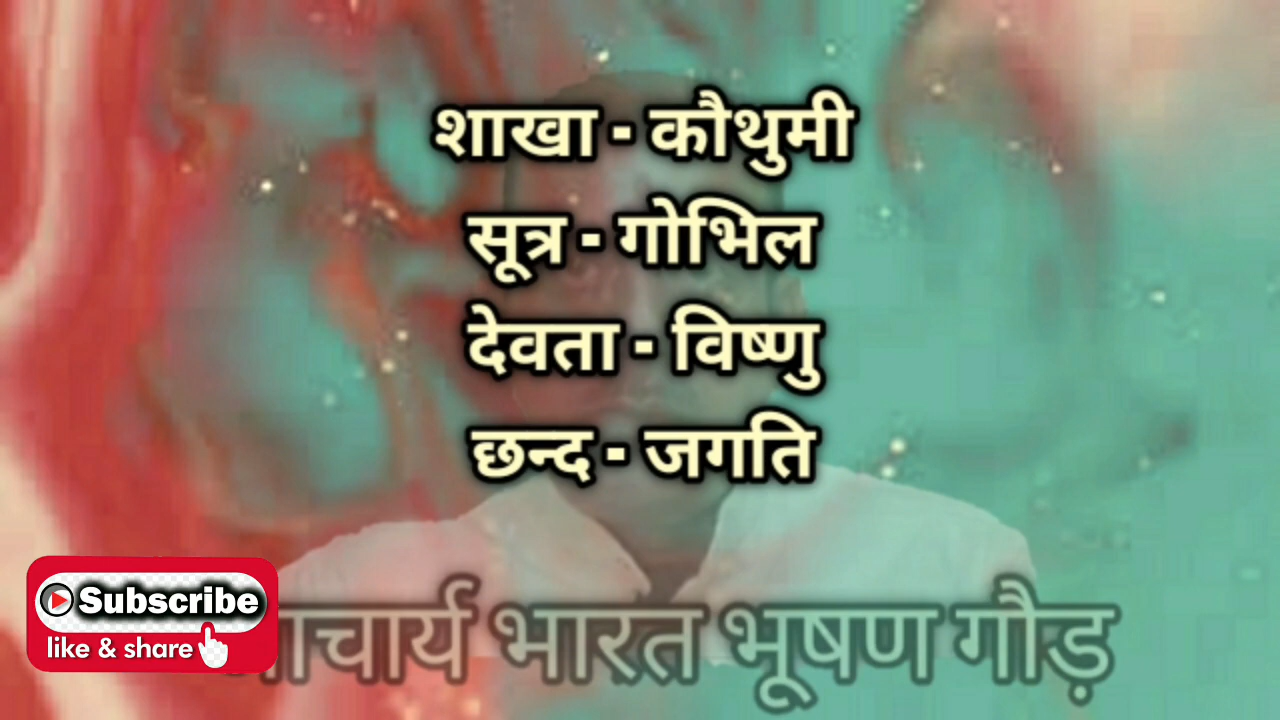 शाखा - कौथुमी
सूत्र - गोभिल
देवता - विष्णु
छन्द - जगति
Subscribe
like & share
भारत भूषण गौड़